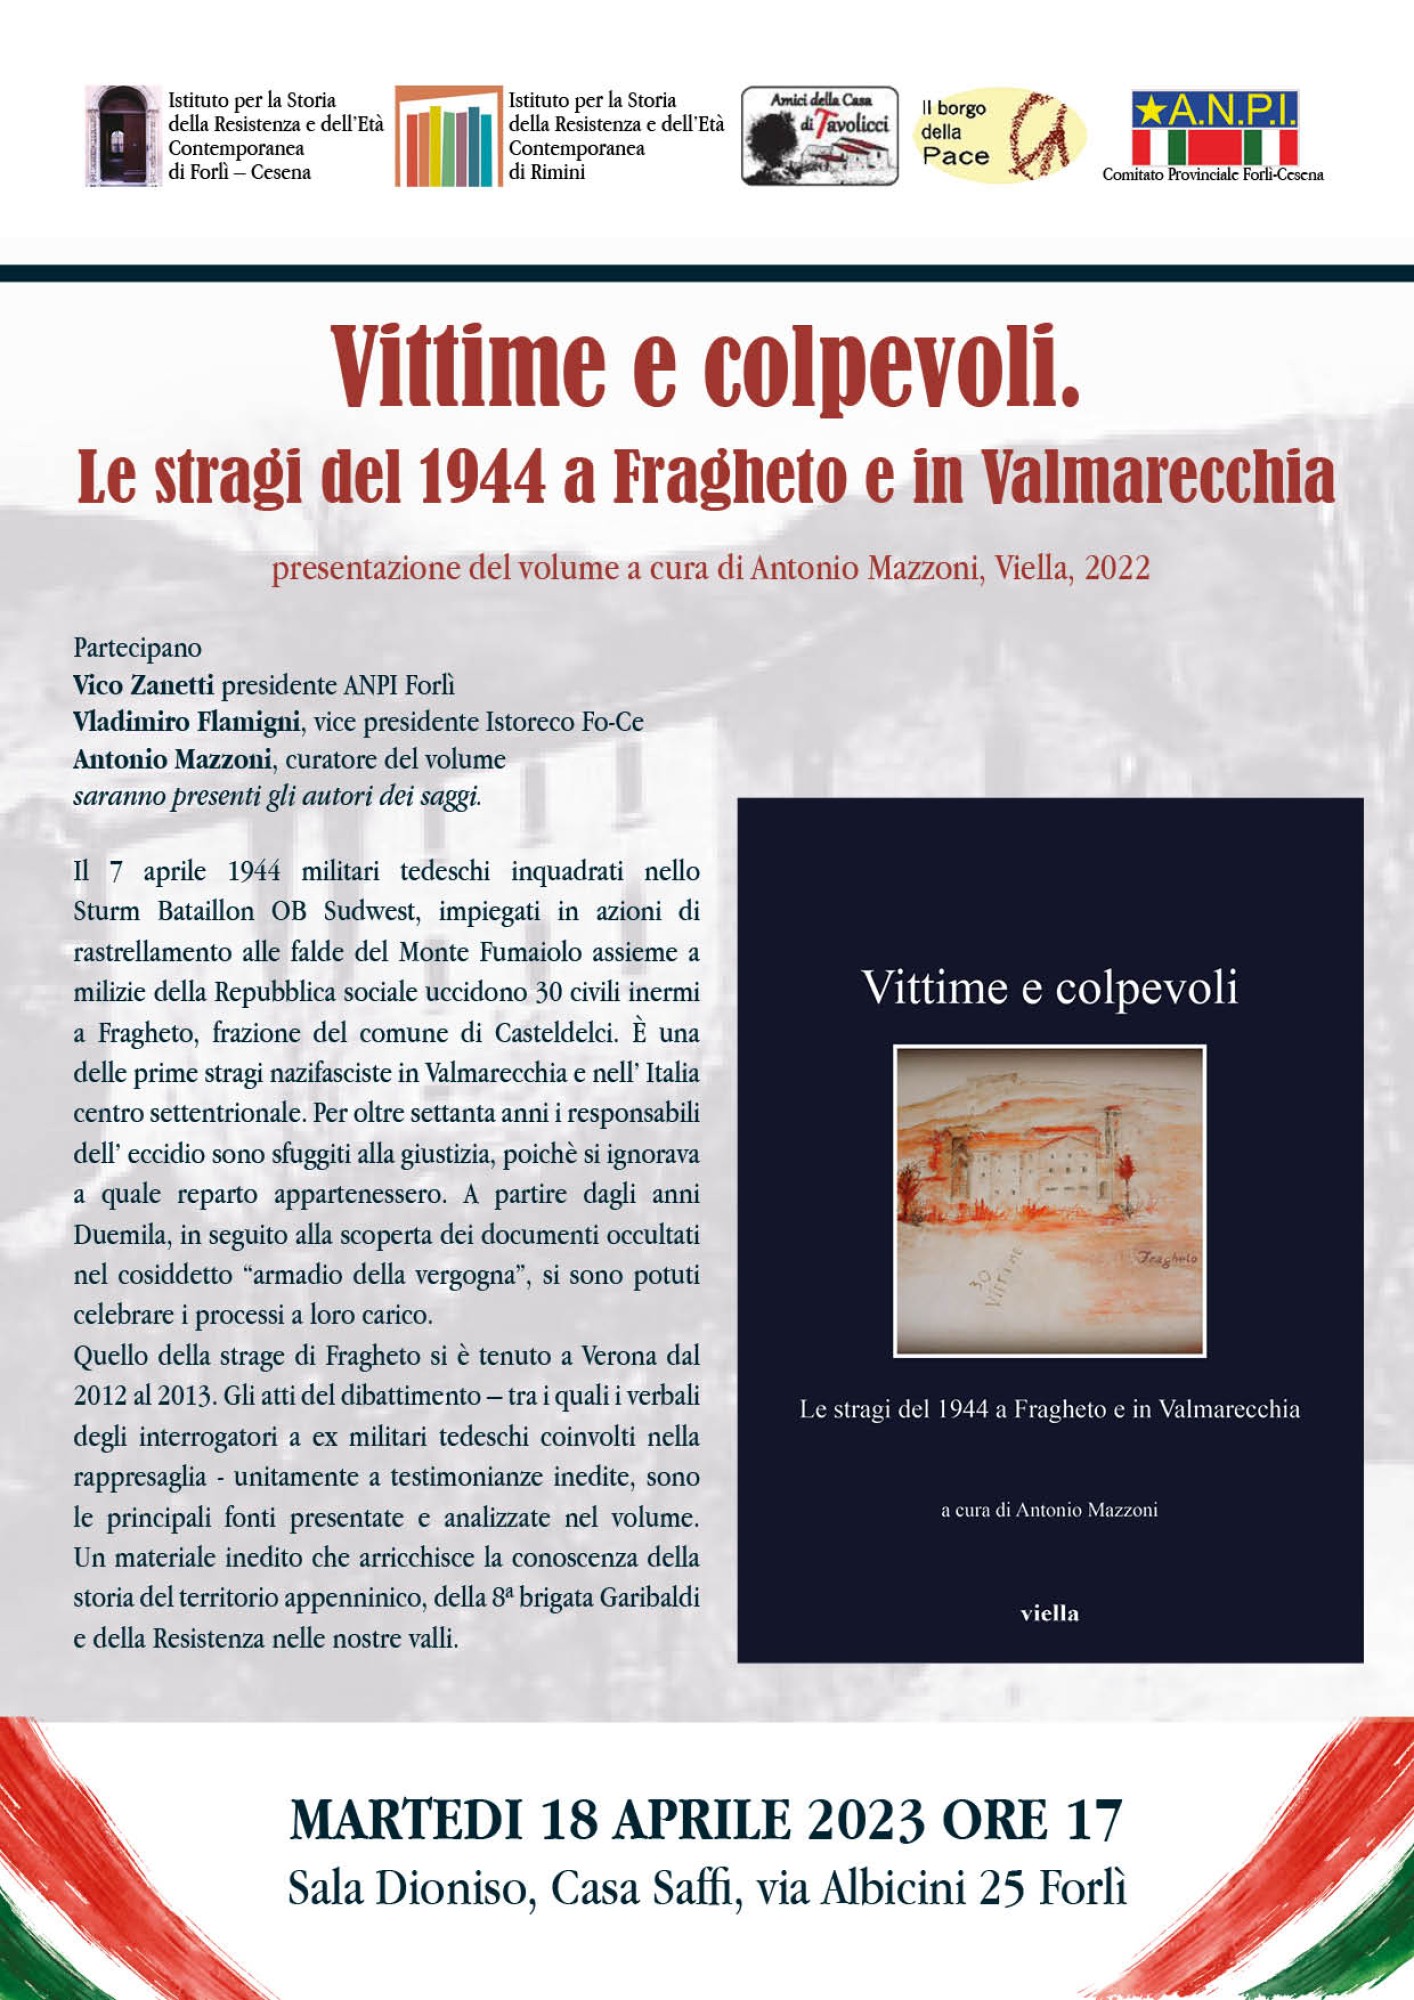 Istituto per la Storia
della Resistenza e dell'Età
Contemporanea
di Forlì – Cesena
Istituto per la Storia
della Resistenza e dell'Età
Contemporanea
di Rimini
Amici della Casa
di Tavolicci
Il borgo
della
Pace
A.N.P.I.
Comitato Provinciale Forlì-Cesena
Vittime e colpevoli.
Le stragi del 1944 a Fragheto e in Valmarecchia
presentazione del volume a cura di Antonio Mazzoni, Viella, 2022
Partecipano
Vico Zanetti presidente ANPI Forlì
Vladimiro Flamigni, vice presidente Istoreco Fo-Ce
Antonio Mazzoni, curatore del volume
saranno presenti gli autori dei saggi.
Il 7 aprile 1944 militari tedeschi inquadrati nello
Sturm Bataillon OB Sudwest, impiegati in azioni di
rastrellamento alle falde del Monte Fumaiolo assieme a
milizie della Repubblica sociale uccidono 30 civili inermi
a Fragheto, frazione del comune di Casteldelci. È una
delle prime stragi nazifasciste in Valmarecchia e nell' Italia
centro settentrionale. Per oltre settanta anni i responsabili
dell' eccidio sono sfuggiti alla giustizia, poichè si ignorava
a quale reparto appartenessero. A partire dagli anni
Duemila, in seguito alla scoperta dei documenti occultati
nel cosiddetto “armadio della vergogna”, si sono potuti
celebrare i processi a loro carico.
Quello della strage di Fragheto si è tenuto a Verona dal
2012 al 2013. Gli atti del dibattimento – tra i quali i verbali
degli interrogatori a ex militari tedeschi coinvolti nella
rappresaglia - unitamente a testimonianze inedite, sono
le principali fonti presentate e analizzate nel volume.
Un materiale inedito che arricchisce la conoscenza della
storia del territorio appenninico, della 8ª brigata Garibaldi
e della Resistenza nelle nostre valli.
Vittime e colpevoli
Fragheto
30
Vittime
Le stragi del 1944 a Fragheto e in Valmarecchia
a cura di Antonio Mazzoni
viella
MARTEDI 18 APRILE 2023 ORE 17
Sala Dioniso, Casa Saffi, via Albicini 25 Forlì